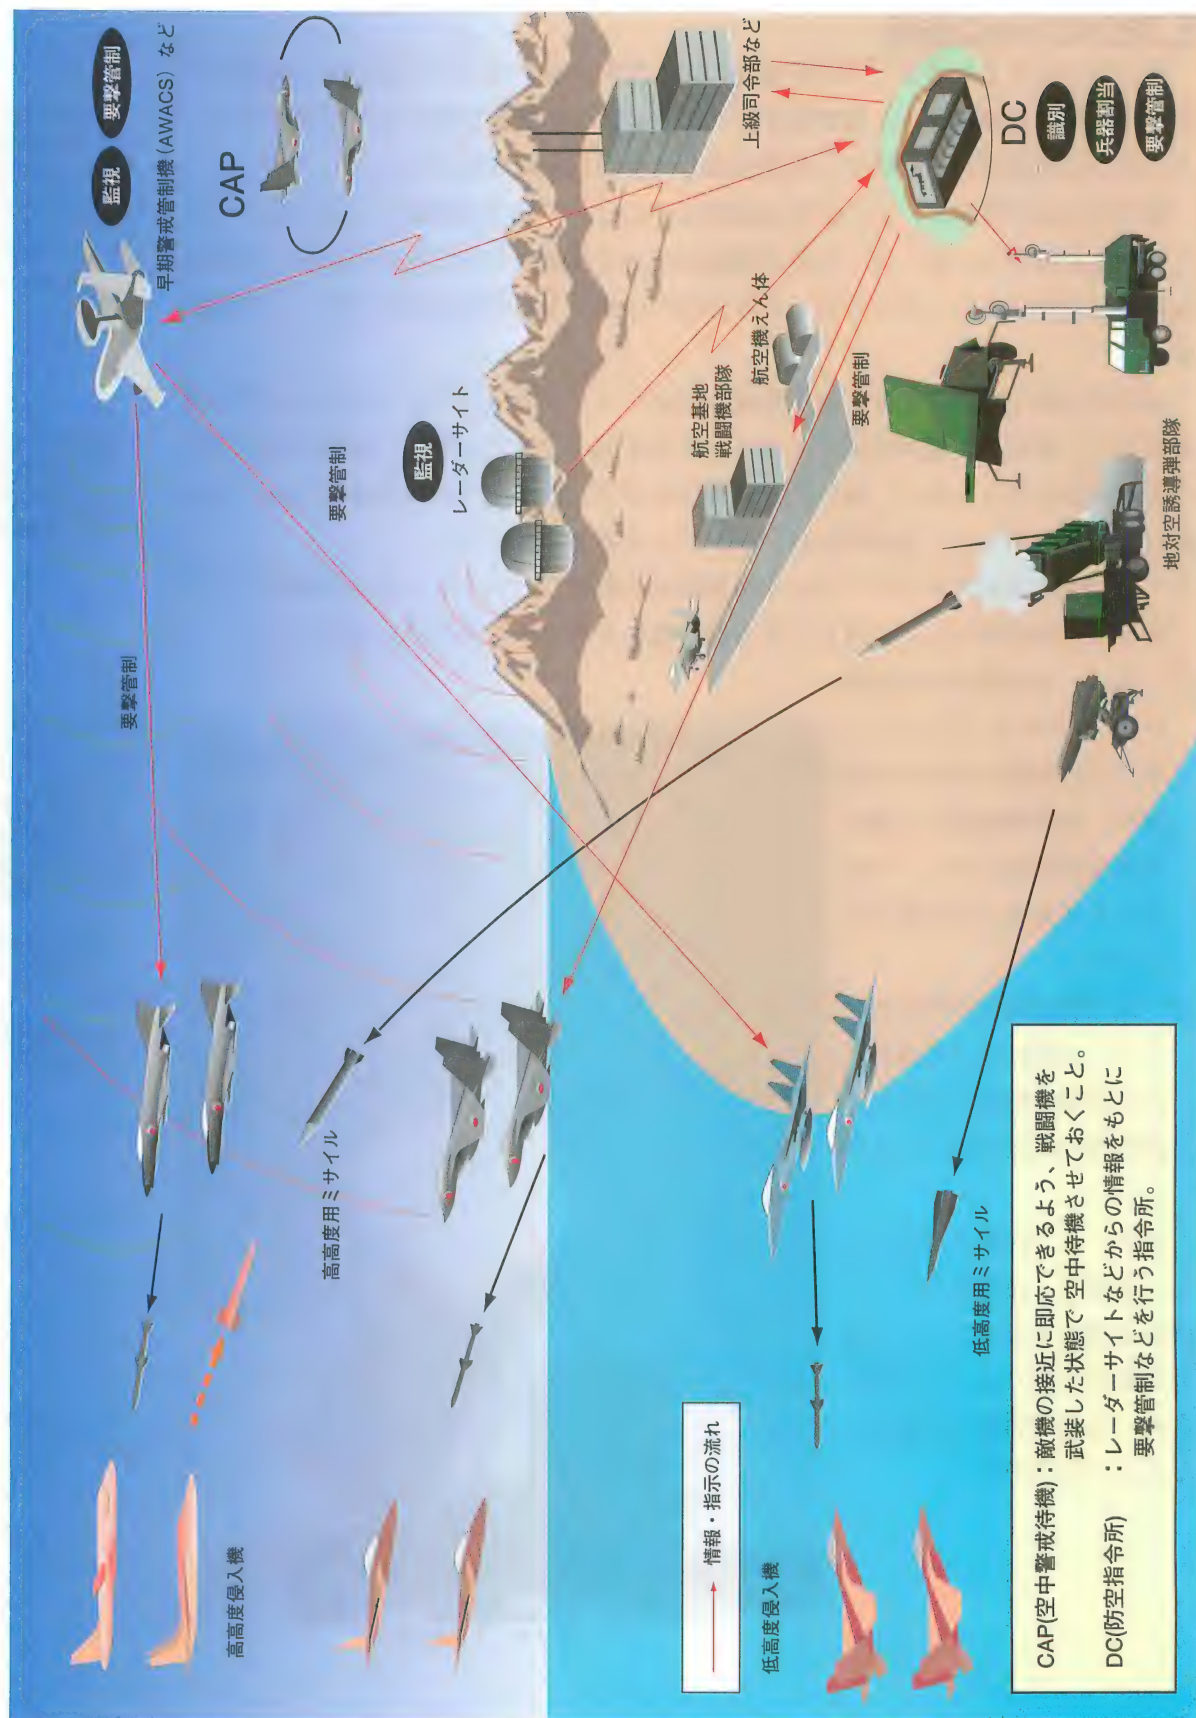 高高度侵入機
低高度侵入機
情報・指示の流れ
高高度用ミサイル
低高度用ミサイル
要撃管制
要撃管制
監視
要撃管制
早期警戒管制機(AWACS)など
CAP
監視
レーダーサイト
航空基地
戦闘機部隊
航空機えん体
要撃管制
上級司令部など
DC
識別
兵器割当
要撃管制
地対空誘導弾部隊
CAP(空中警戒待機):敵機の接近に即応できるよう、戦闘機を
武装した状態で空中待機させておくこと。
DC(防空指令所) :レーダーサイトなどからの情報をもとに
要撃管制などを行う指令所。